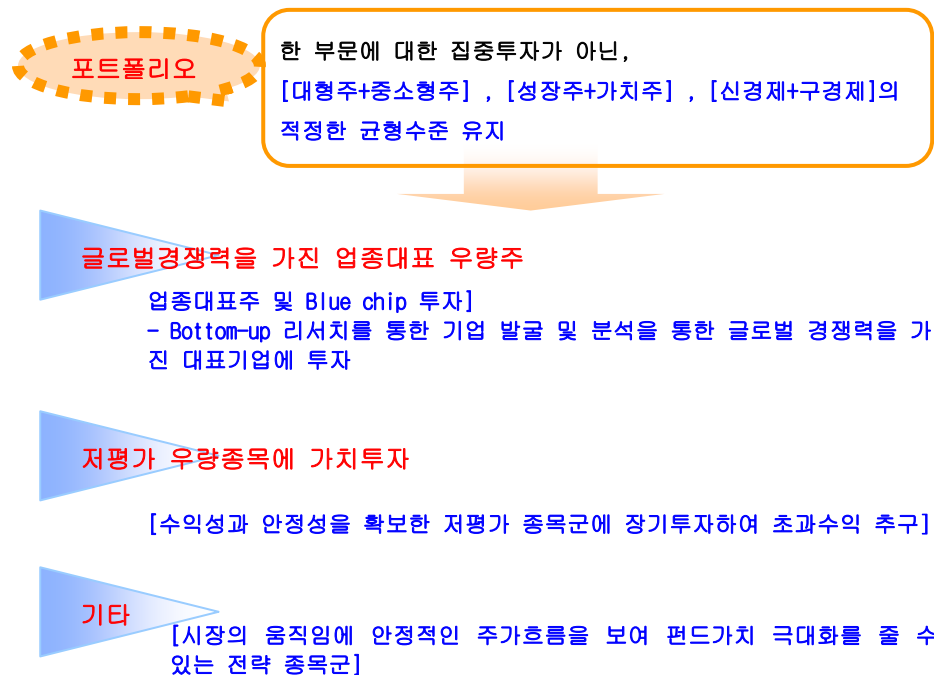 포트폴리오
한 부문에 대한 집중투자가 아닌,
[대형주+중소형주] , [성장주+가치주] , [신경제+구경제]의
적정한 균형수준 유지
글로벌경쟁력을 가진 업종대표 우량주
업종대표주 및 Blue chip 투자]
- Bottom-up 리서치를 통한 기업 발굴 및 분석을 통한 글로벌 경쟁력을 가
진 대표기업에 투자
저평가 우량종목에 가치투자
[수익성과 안정성을 확보한 저평가 종목군에 장기투자하여 초과수익 추구]
기타
[시장의 움직임에 안정적인 주가흐름을 보여 펀드가치 극대화를 줄 수
있는 전략 종목군]